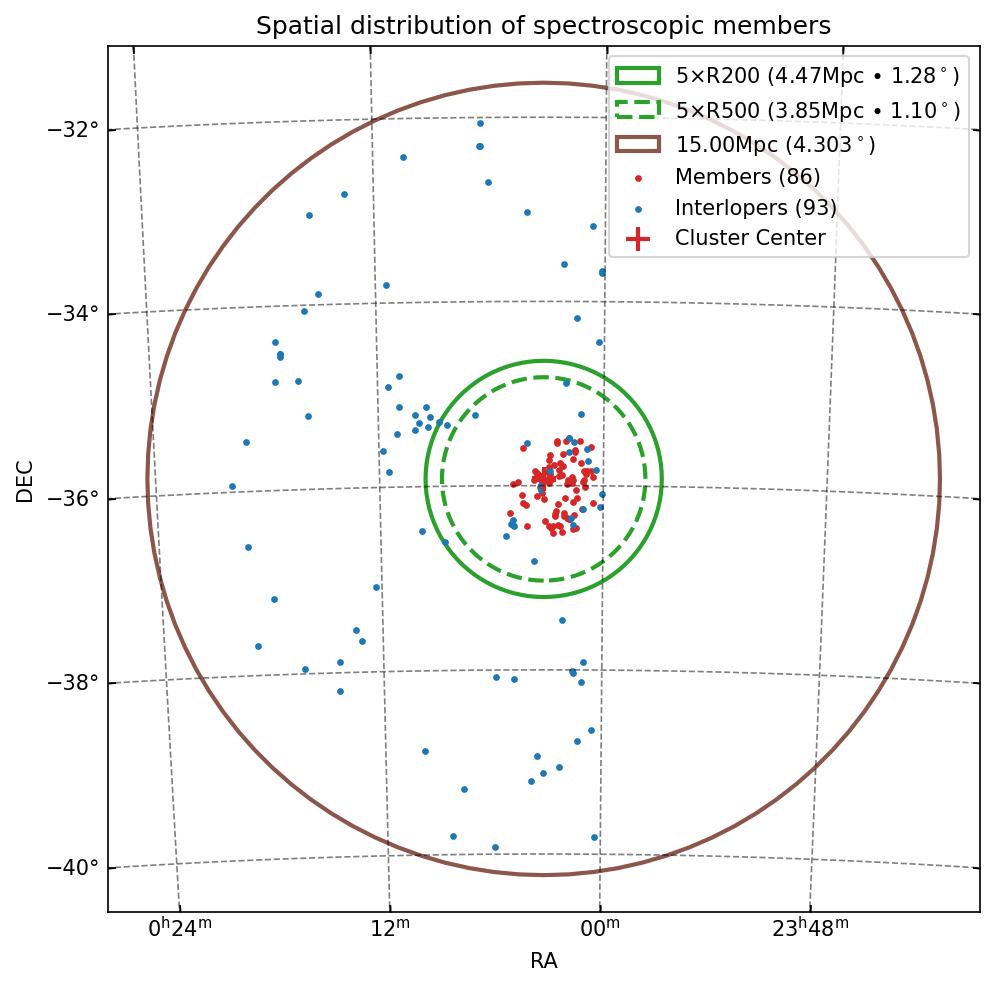 Spatial distribution of spectroscopic members
5×R200 (4.47Mpc • 1.28°)
5×R500 (3.85Mpc • 1.10°)
15.00Mpc (4.303°)
Members (86)
Interlopers (93)
Cluster Center
−32°
−34°
−36°
−38°
−40°
DEC
0ʰ24ᵐ 12ᵐ 00ᵐ 23ʰ48ᵐ
RA